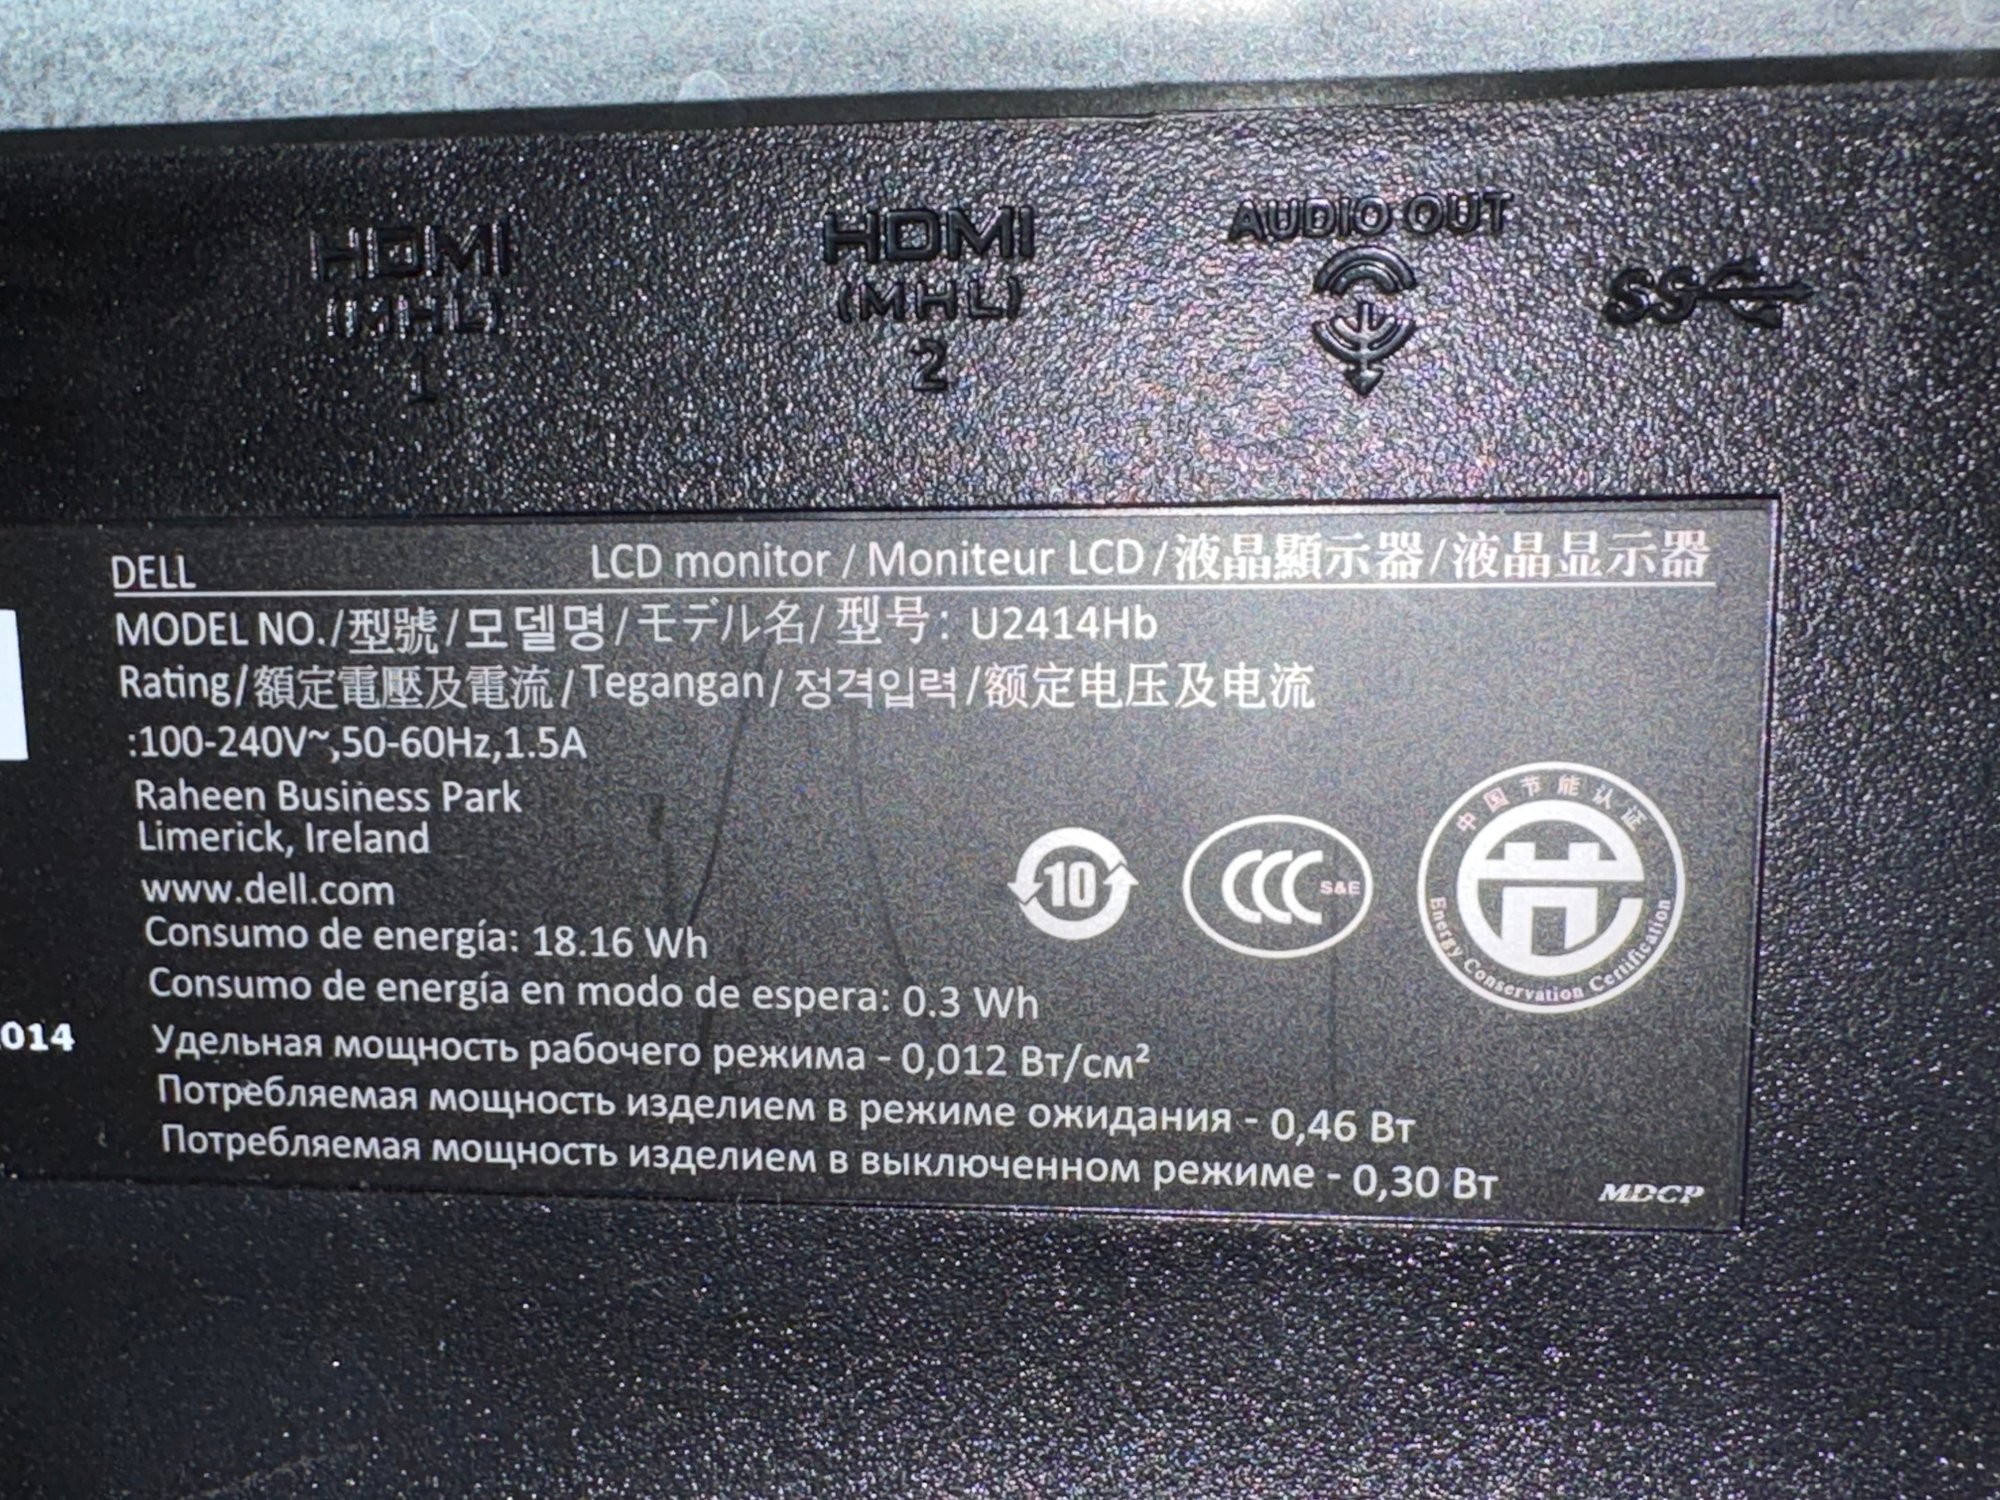 HDMI
(MHL)
1
HDMI
(MHL)
2
AUDIO OUT
SS
DELL LCD monitor / Moniteur LCD /液晶顯示器/液晶显示器
MODEL NO./型號/모델명/モデル名/型号: U2414Hb
Rating/額定電壓及電流/Tegangan/정격입력/额定电压及电流
:100-240V~,50-60Hz,1.5A
Raheen Business Park
Limerick, Ireland
www.dell.com
Consumo de energía: 18.16 Wh
Consumo de energía en modo de espera: 0.3 Wh
Удельная мощность рабочего режима - 0,012 Вт/см²
Потребляемая мощность изделием в режиме ожидания - 0,46 Вт
Потребляемая мощность изделием в выключенном режиме - 0,30 Вт
10
CCC S&E
中国节能认证
Energy Conservation Certification
MDCP
014